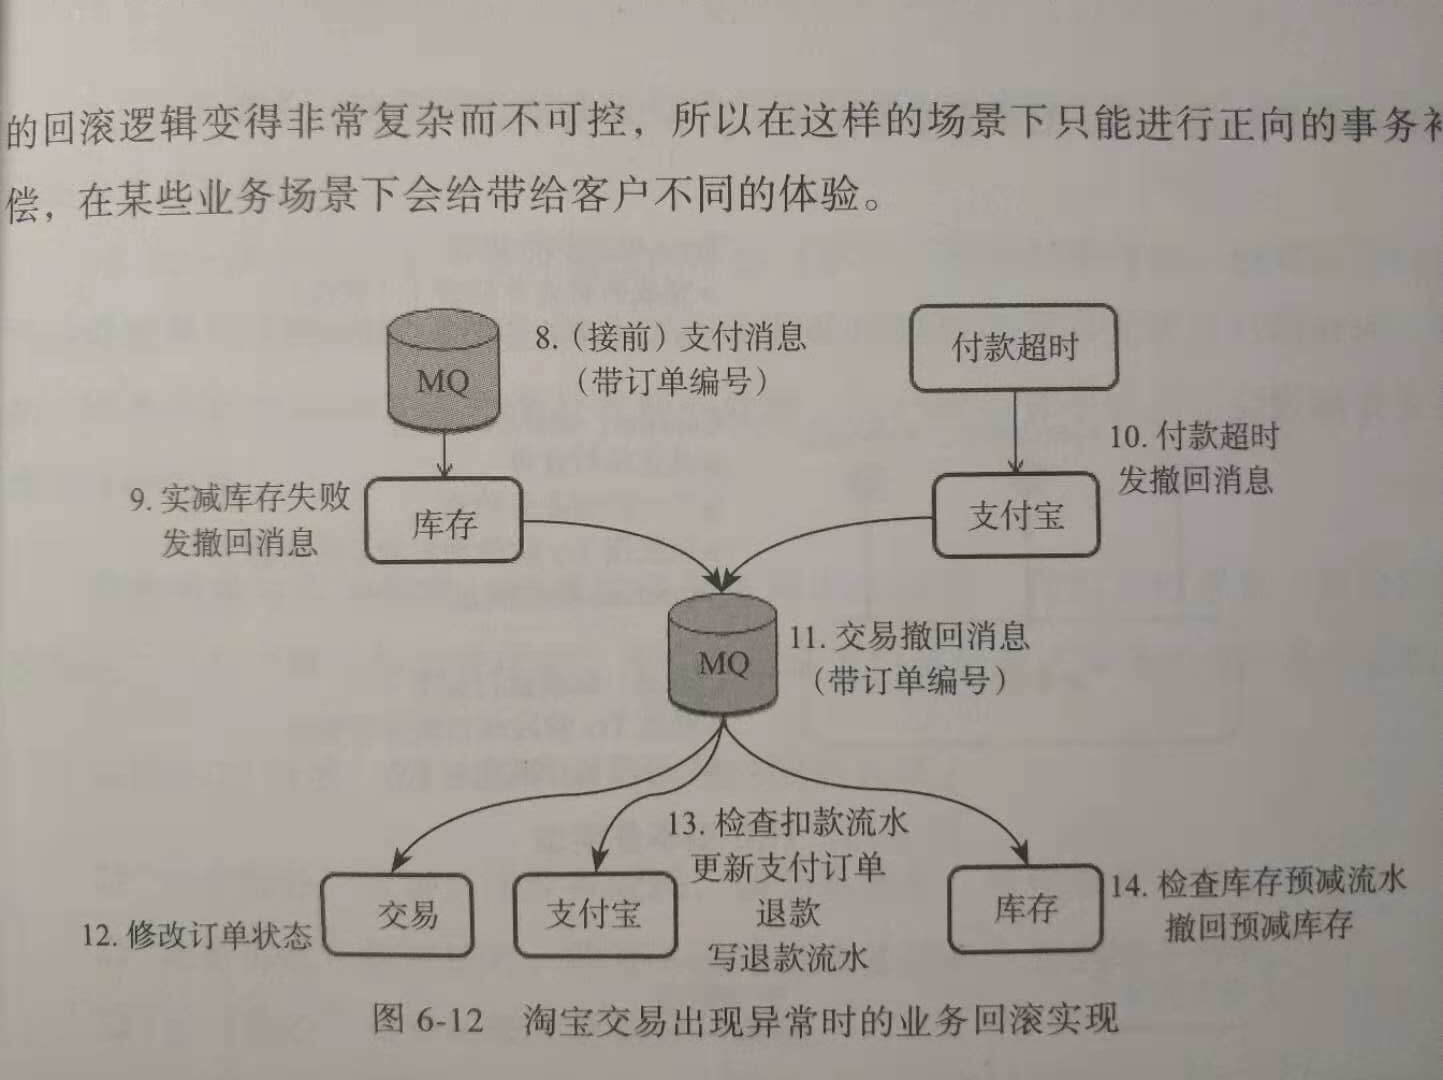 的回滚逻辑变得非常复杂而不可控，所以在这样的场景下只能进行正向的事务补
偿，在某些业务场景下会给带给客户不同的体验。
MQ
8.（接前）支付消息
（带订单编号）
付款超时
10. 付款超时
发撤回消息
9. 实减库存失败
发撤回消息
库存
支付宝
MQ
11. 交易撤回消息
（带订单编号）
12. 修改订单状态
交易
支付宝
13. 检查扣款流水
更新支付订单
退款
写退款流水
库存
14. 检查库存预减流水
撤回预减库存
图 6-12 淘宝交易出现异常时的业务回滚实现